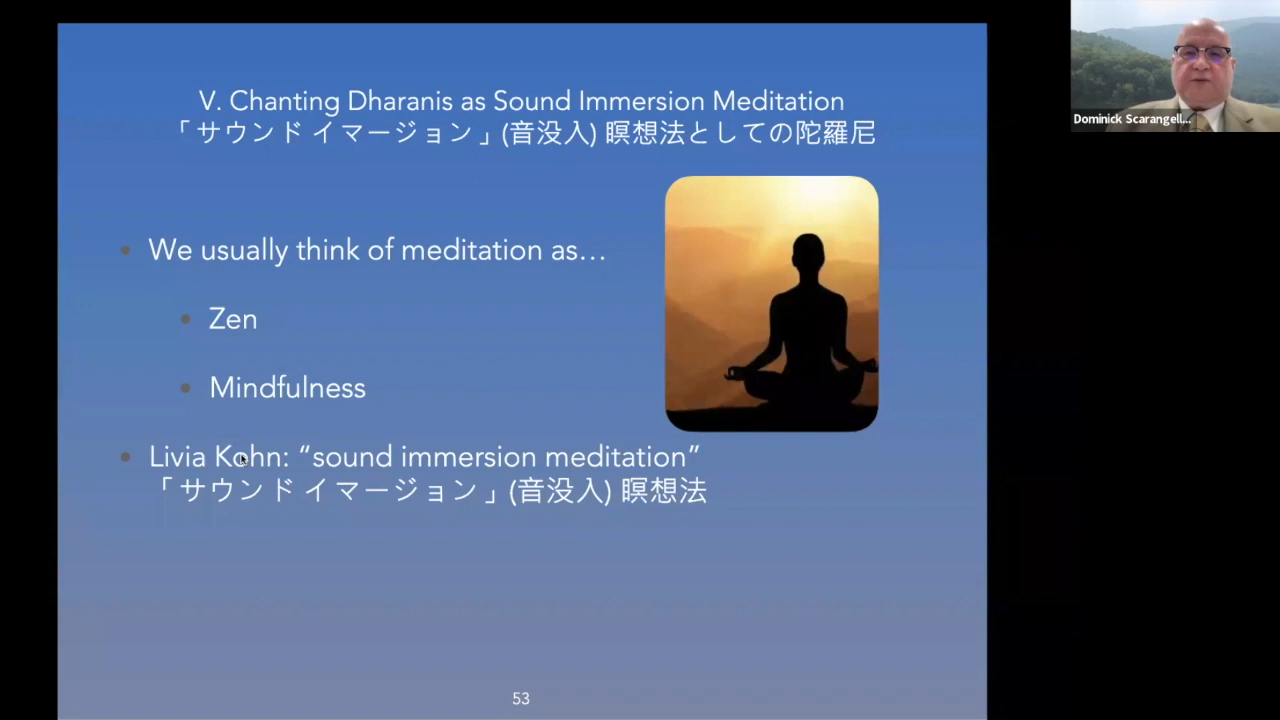 V. Chanting Dharanis as Sound Immersion Meditation
「サウンド イマージョン」(音没入) 瞑想法としての陀羅尼
We usually think of meditation as…
Zen
Mindfulness
Livia Kohn: “sound immersion meditation”
「サウンド イマージョン」(音没入) 瞑想法
53
Dominick Scarangell...